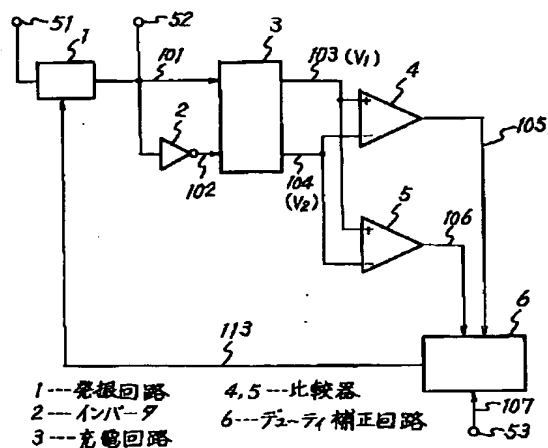 51
52
1
101
3
103 (V1)
4
2
102
104
(V2)
105
5
106
6
113
107
53
1---発振回路
2---インバータ
3---充電回路
4,5---比較器
6---デューティ補正回路